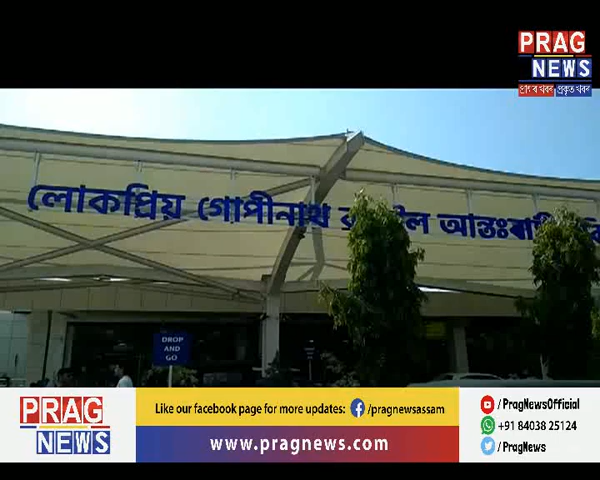 PRAG
NEWS
প্ৰাগৰ খবৰ প্ৰকৃত খবৰ
লোকপ্ৰিয় গোপীনাথ
DROP
AND
GO
PRAG
NEWS
Like our facebook page for more updates: /pragnewsassam
www.pragnews.com
/ PragNewsOfficial
+91 84038 25124
/ PragNews